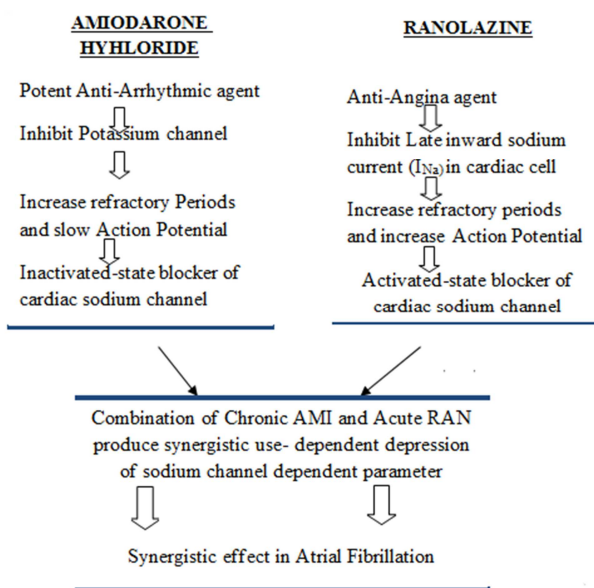 AMIODARONE
HYHLORIDE
Potent Anti-Arrhythmic agent
Inhibit Potassium channel
Increase refractory Periods
and slow Action Potential
Inactivated-state blocker of
cardiac sodium channel
RANOLAZINE
Anti-Angina agent
Inhibit Late inward sodium
current (INa) in cardiac cell
Increase refractory periods
and increase Action Potential
Activated-state blocker of
cardiac sodium channel
Combination of Chronic AMI and Acute RAN
produce synergistic use- dependent depression
of sodium channel dependent parameter
Synergistic effect in Atrial Fibrillation